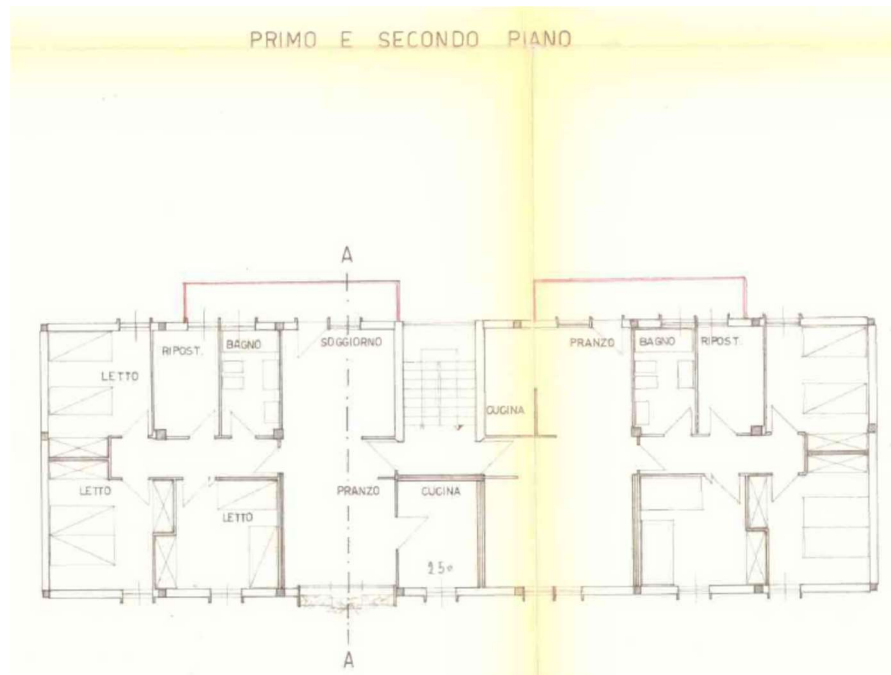 PRIMO E SECONDO PIANO
A
RIPOST.
BAGNO
SOGGIORNO
PRANZO
BAGNO
RIPOST.
LETTO
CUCINA
LETTO
PRANZO
CUCINA
LETTO
A